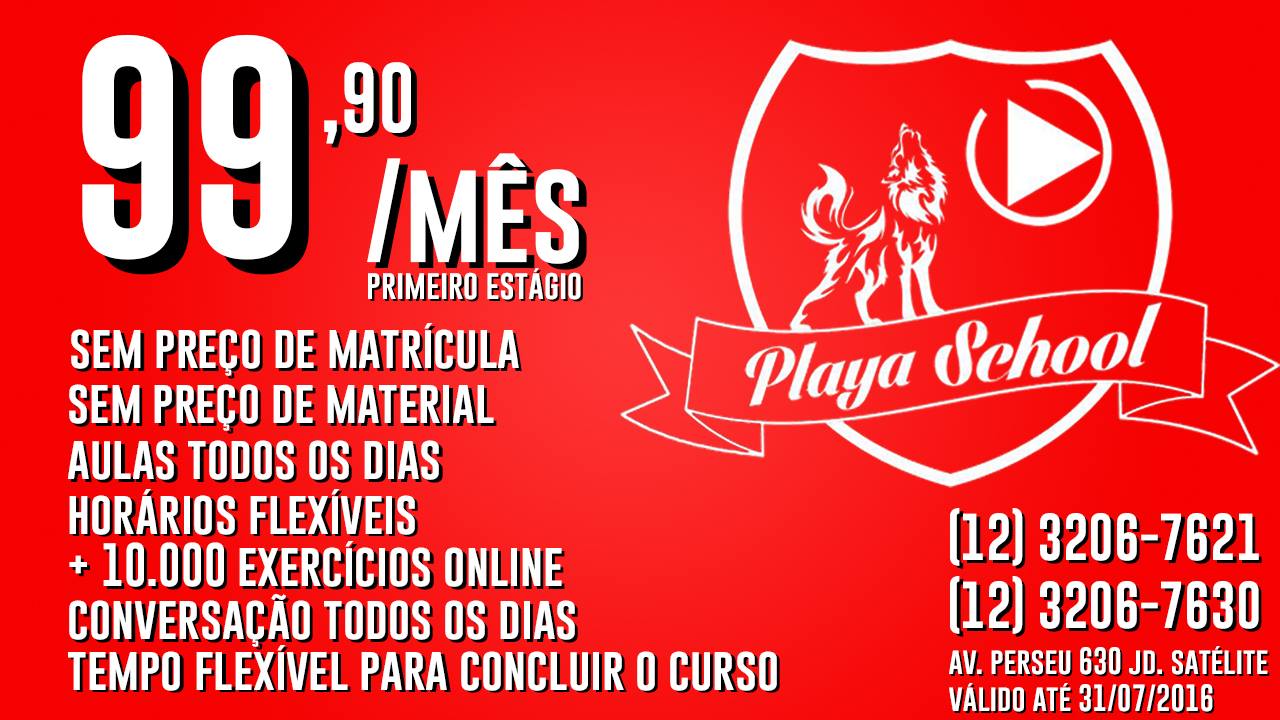 99,90
/MÊS
PRIMEIRO ESTÁGIO
SEM PREÇO DE MATRÍCULA
SEM PREÇO DE MATERIAL
AULAS TODOS OS DIAS
HORÁRIOS FLEXÍVEIS
+ 10.000 EXERCÍCIOS ONLINE
CONVERSAÇÃO TODOS OS DIAS
TEMPO FLEXÍVEL PARA CONCLUIR O CURSO
Playa School
(12) 3206-7621
(12) 3206-7630
AV. PERSEU 630 JD. SATÉLITE
VÁLIDO ATÉ 31/07/2016